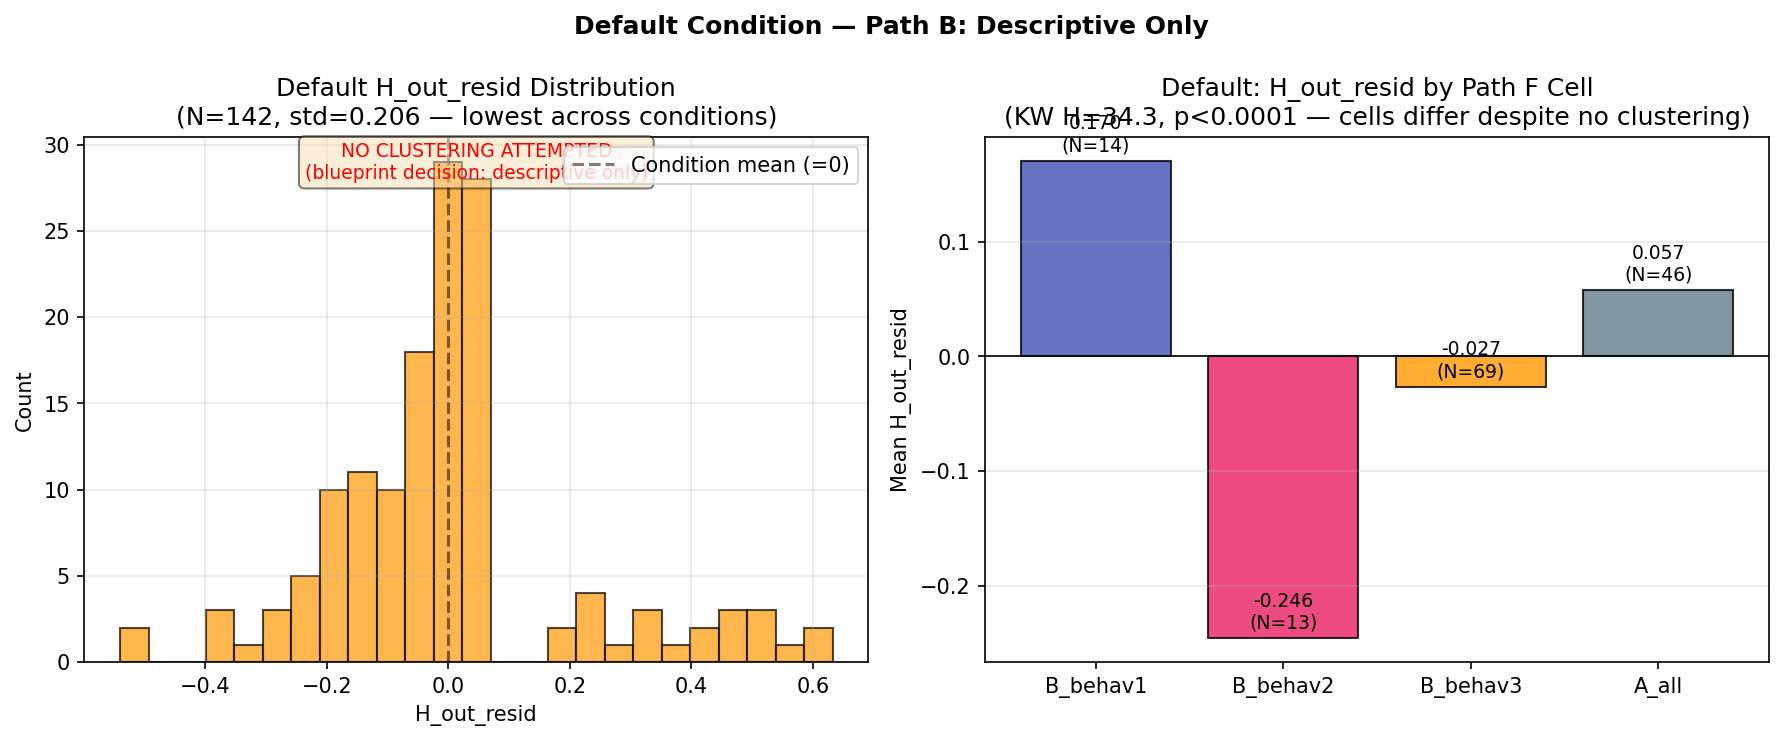 Default Condition — Path B: Descriptive Only
Default H_out_resid Distribution
(N=142, std=0.206 — lowest across conditions)
NO CLUSTERING ATTEMPTED
(blueprint decision: descriptive only)
Condition mean (=0)
30
25
20
15
10
5
0
Count
−0.4
−0.2
0.0
0.2
0.4
0.6
H_out_resid
Default: H_out_resid by Path F Cell
(KW H=34.3, p<0.0001 — cells differ despite no clustering)
0.170
(N=14)
-0.246
(N=13)
-0.027
(N=69)
0.057
(N=46)
0.1
0.0
−0.1
−0.2
Mean H_out_resid
B_behav1
B_behav2
B_behav3
A_all